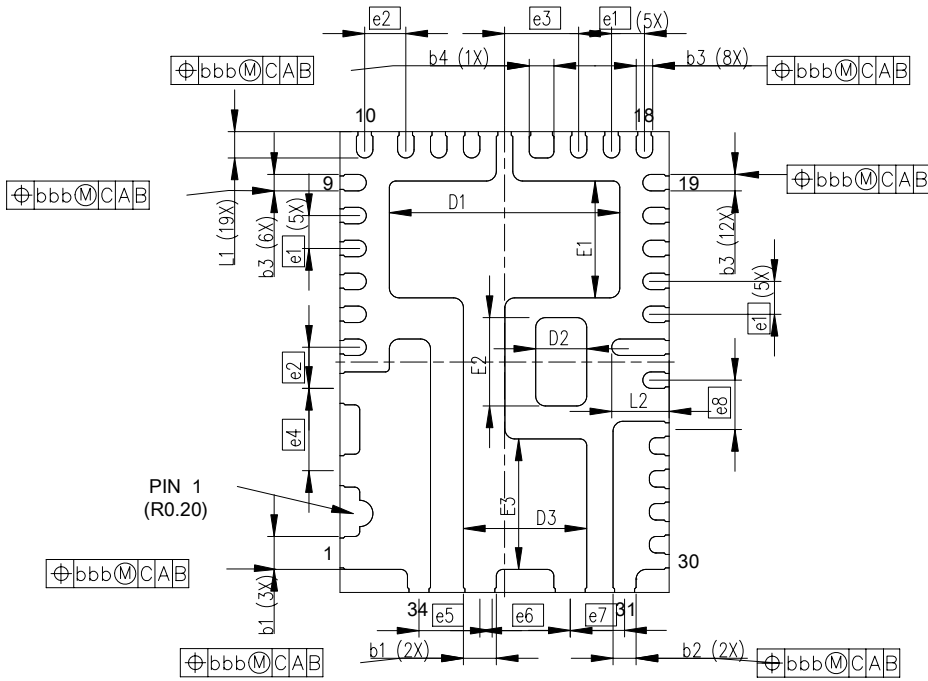 e2
e3
e1
(5X)
b4 (1X)
b3 (8X)
⌖ bbb Ⓜ C A B
⌖ bbb Ⓜ C A B
10
18
9
19
⌖ bbb Ⓜ C A B
⌖ bbb Ⓜ C A B
L1 (19X)
b3 (6X)
e1
(5X)
D1
E1
b3 (12X)
e1
(5X)
e2
E2
D2
L2
e8
e4
PIN 1
(R0.20)
E3
D3
1
30
⌖ bbb Ⓜ C A B
b1 (3X)
34
e5
e6
e7
31
b1 (2X)
b2 (2X)
⌖ bbb Ⓜ C A B
⌖ bbb Ⓜ C A B